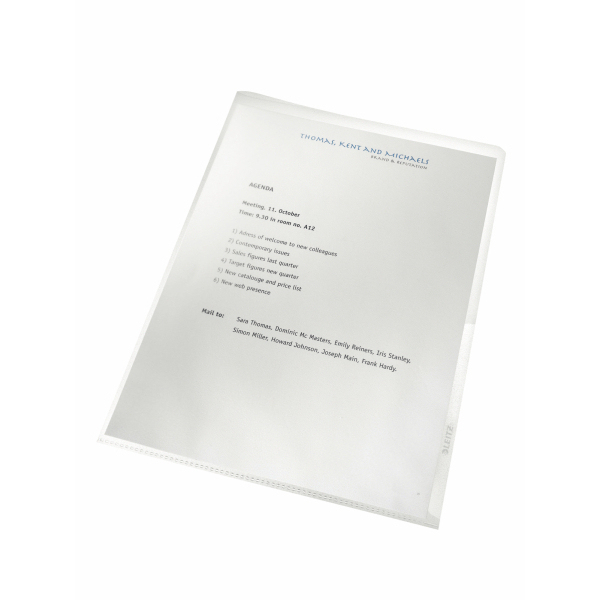 THOMAS, KENT AND MICHAELS
BRAND & REPUTATION
AGENDA
Meeting, 11. October
Time: 9.30 in room no. A12
1) Adress of welcome to new colleagues
2) Contemporary issues
3) Sales figures last quarter
4) Target figures new quarter
5) New catalouge and price list
6) New web presence
Mail to: Sara Thomas, Dominic Mc Masters, Emily Reiners, Iris Stanley,
Simon Miller, Howard Johnson, Joseph Main, Frank Hardy.